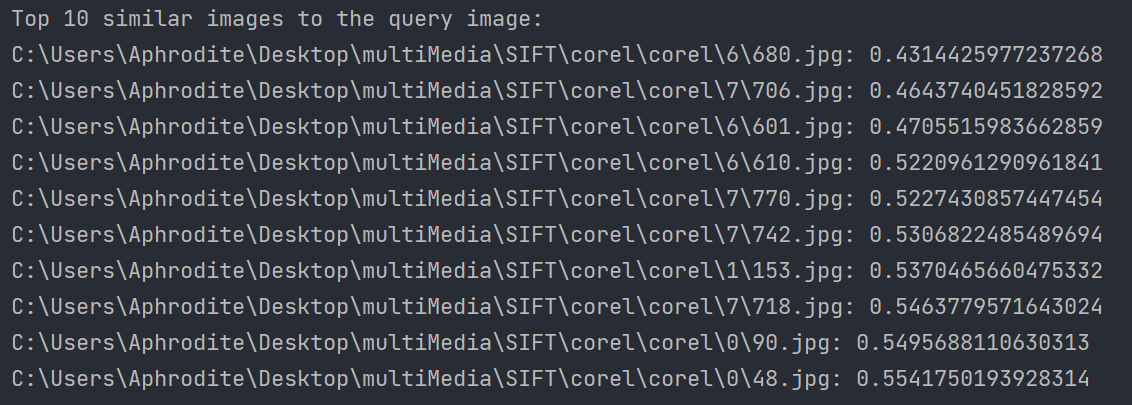 Top 10 similar images to the query image:
C:\Users\Aphrodite\Desktop\multiMedia\SIFT\corel\corel\6\680.jpg: 0.4314425977237268
C:\Users\Aphrodite\Desktop\multiMedia\SIFT\corel\corel\7\706.jpg: 0.4643740451828592
C:\Users\Aphrodite\Desktop\multiMedia\SIFT\corel\corel\6\601.jpg: 0.4705515983662859
C:\Users\Aphrodite\Desktop\multiMedia\SIFT\corel\corel\6\610.jpg: 0.5220961290961841
C:\Users\Aphrodite\Desktop\multiMedia\SIFT\corel\corel\7\770.jpg: 0.5227430857447454
C:\Users\Aphrodite\Desktop\multiMedia\SIFT\corel\corel\7\742.jpg: 0.5306822485489694
C:\Users\Aphrodite\Desktop\multiMedia\SIFT\corel\corel\1\153.jpg: 0.5370465660475332
C:\Users\Aphrodite\Desktop\multiMedia\SIFT\corel\corel\7\718.jpg: 0.5463779571643024
C:\Users\Aphrodite\Desktop\multiMedia\SIFT\corel\corel\0\90.jpg: 0.5495688110630313
C:\Users\Aphrodite\Desktop\multiMedia\SIFT\corel\corel\0\48.jpg: 0.5541750193928314